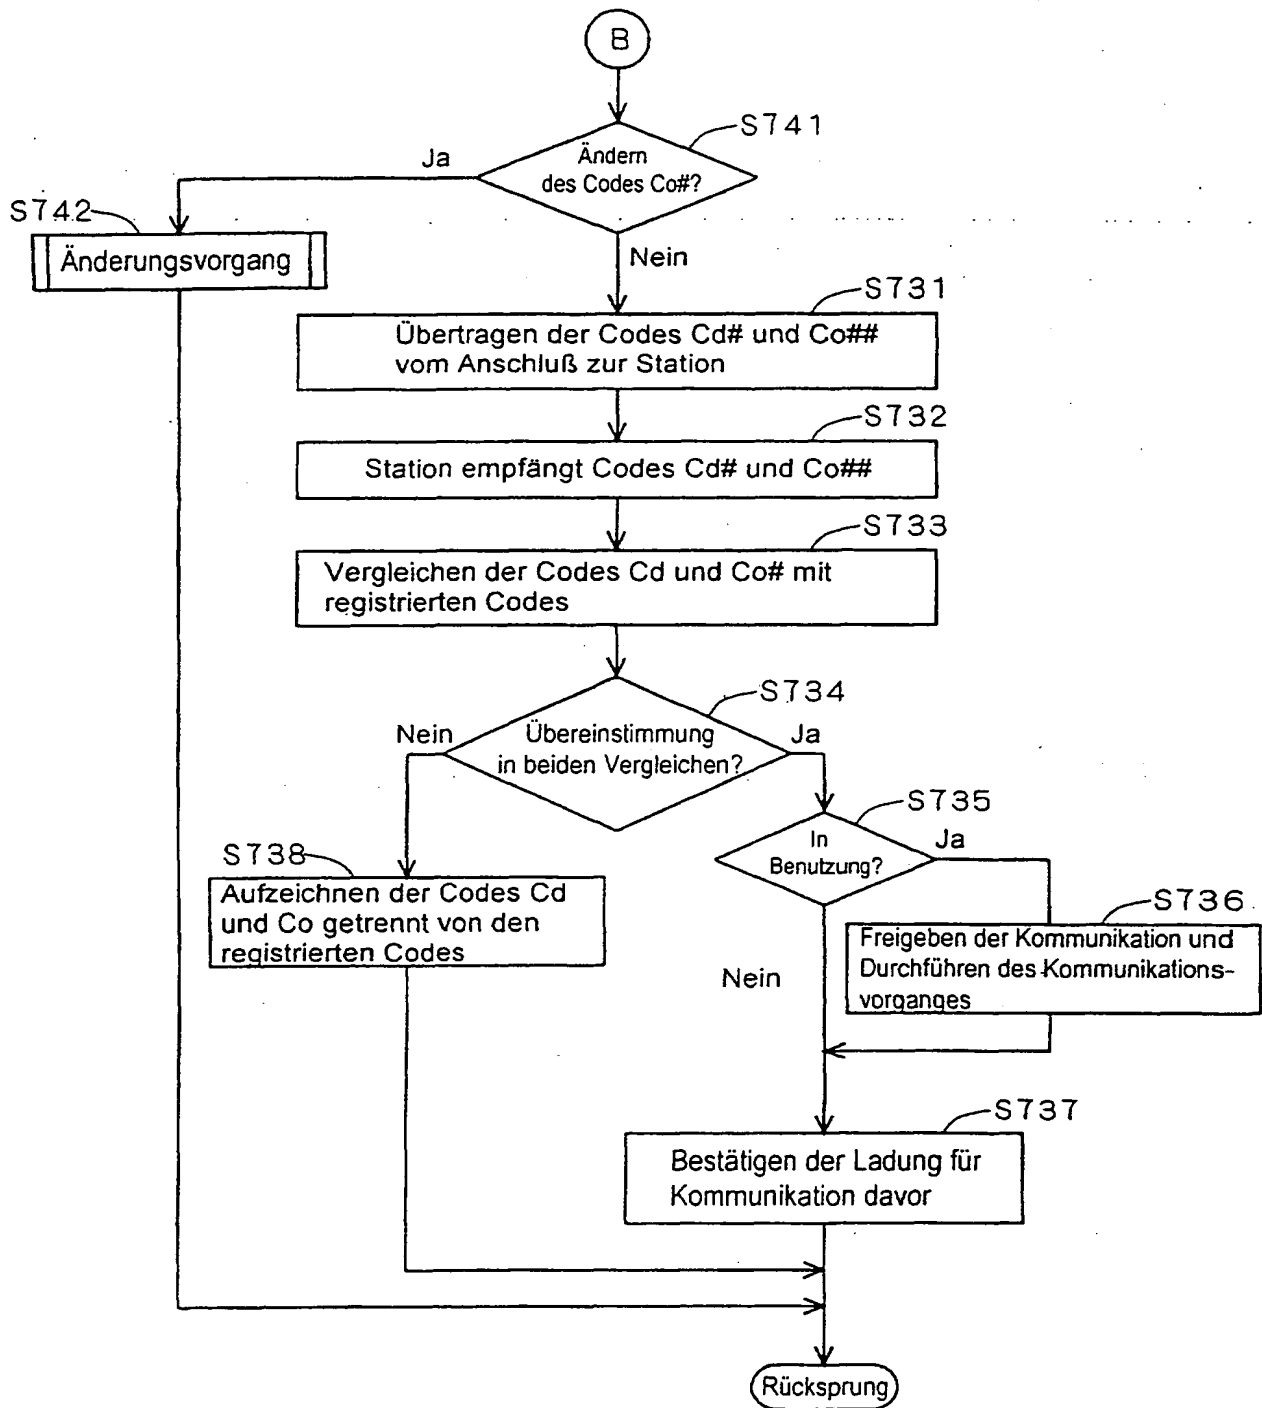 B
S741
Ja
Ändern
des Codes Co#?
S742
Änderungsvorgang
Nein
S731
Übertragen der Codes Cd# und Co##
vom Anschluß zur Station
S732
Station empfängt Codes Cd# und Co##
S733
Vergleichen der Codes Cd und Co# mit
registrierten Codes
S734
Nein
Übereinstimmung
in beiden Vergleichen?
Ja
S735
In
Benutzung?
Ja
S738
Aufzeichnen der Codes Cd
und Co getrennt von den
registrierten Codes
S736
Freigeben der Kommunikation und
Durchführen des Kommunikations-
vorganges
Nein
S737
Bestätigen der Ladung für
Kommunikation davor
Rücksprung